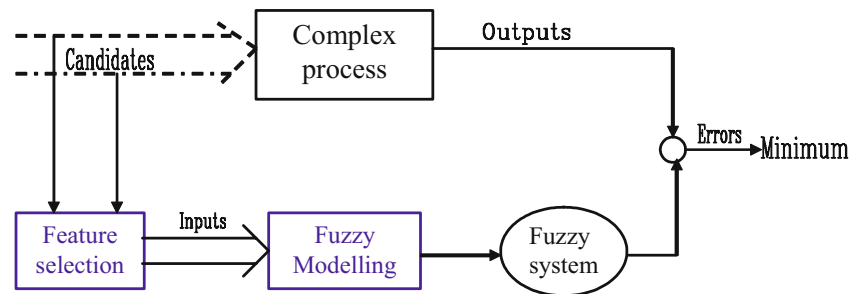 Complex
process
Outputs
Candidates
Errors
Minimum
Feature
selection
Inputs
Fuzzy
Modelling
Fuzzy
system